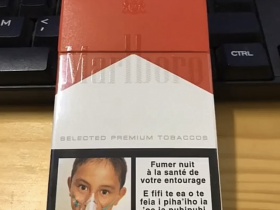 Marlboro
CTRL
SELECTED PREMIUM TOBACCOS
Fumer nuit
à la santé de
votre entourage
E fifi te ea o te
feia i piha'iho ia